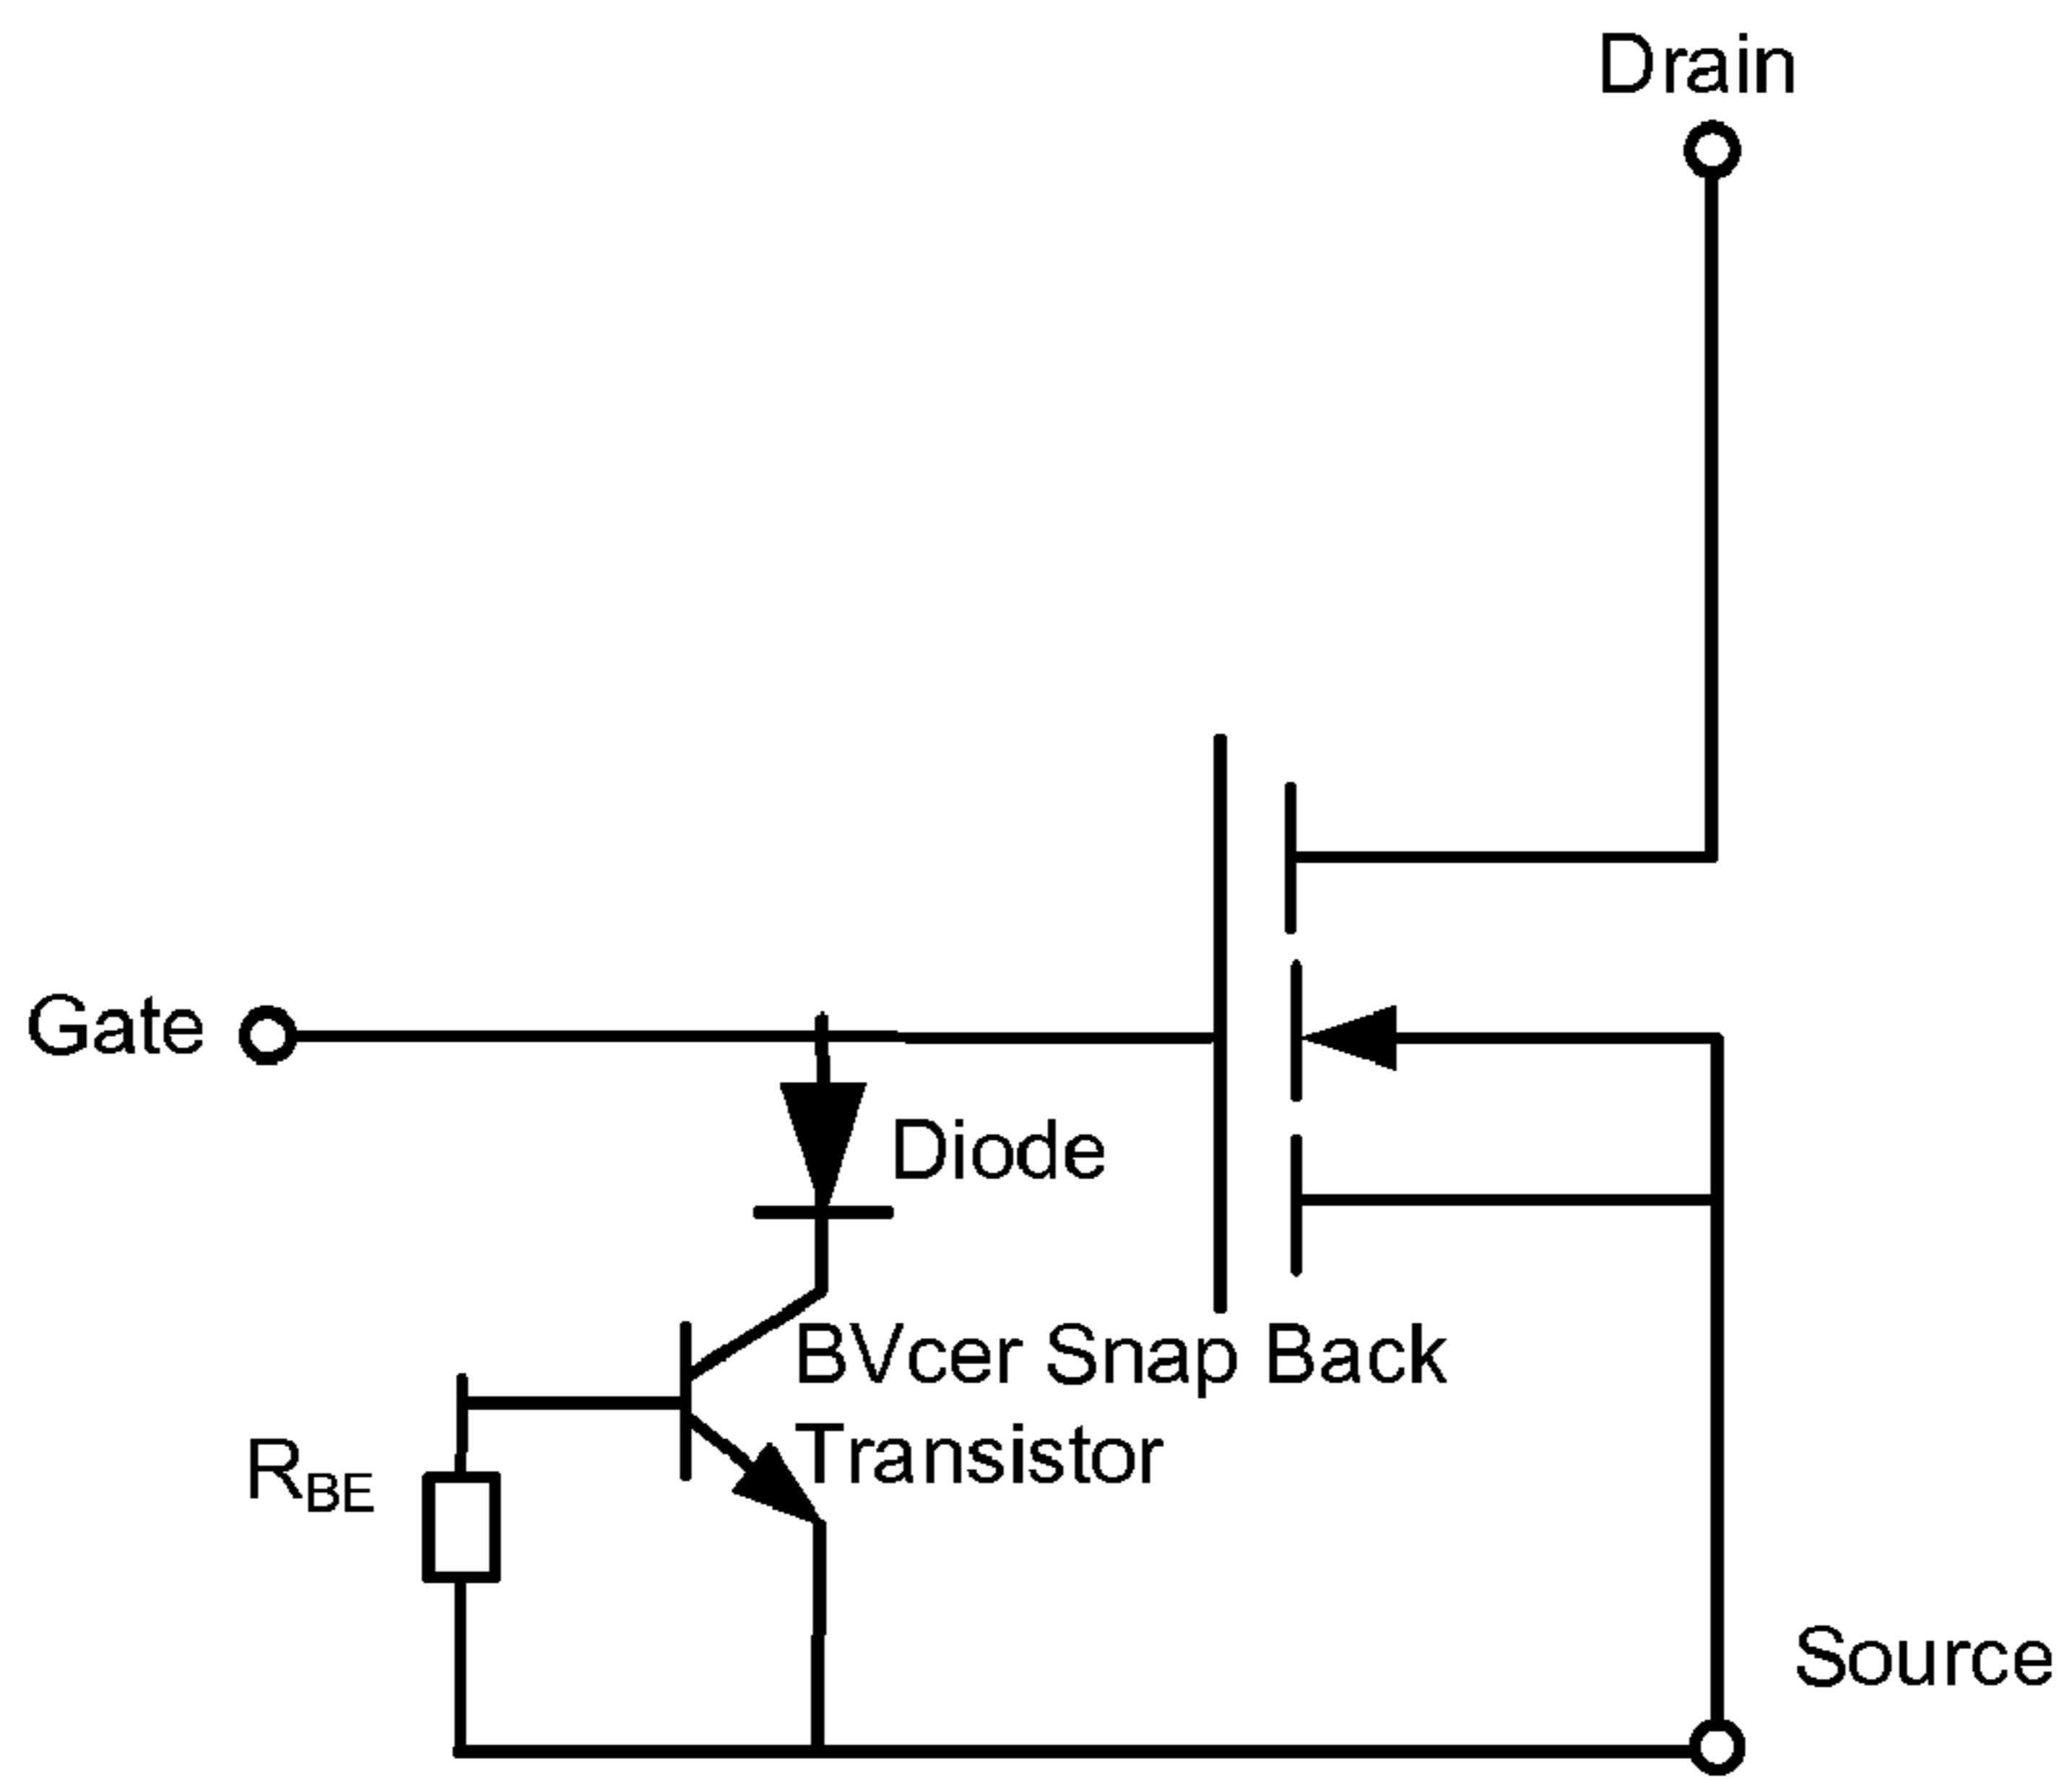 Drain
Gate
Diode
BVcer Snap Back
Transistor
RBE
Source